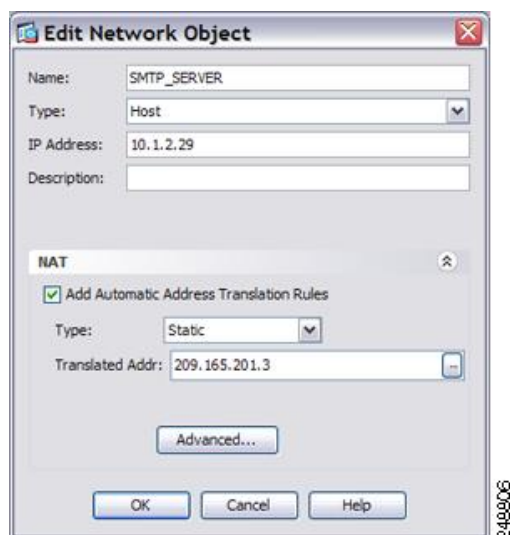 Edit Network Object
Name: SMTP_SERVER
Type: Host
IP Address: 10.1.2.29
Description:
NAT
Add Automatic Address Translation Rules
Type: Static
Translated Addr: 209.165.201.3
...
Advanced...
OK Cancel Help
248806